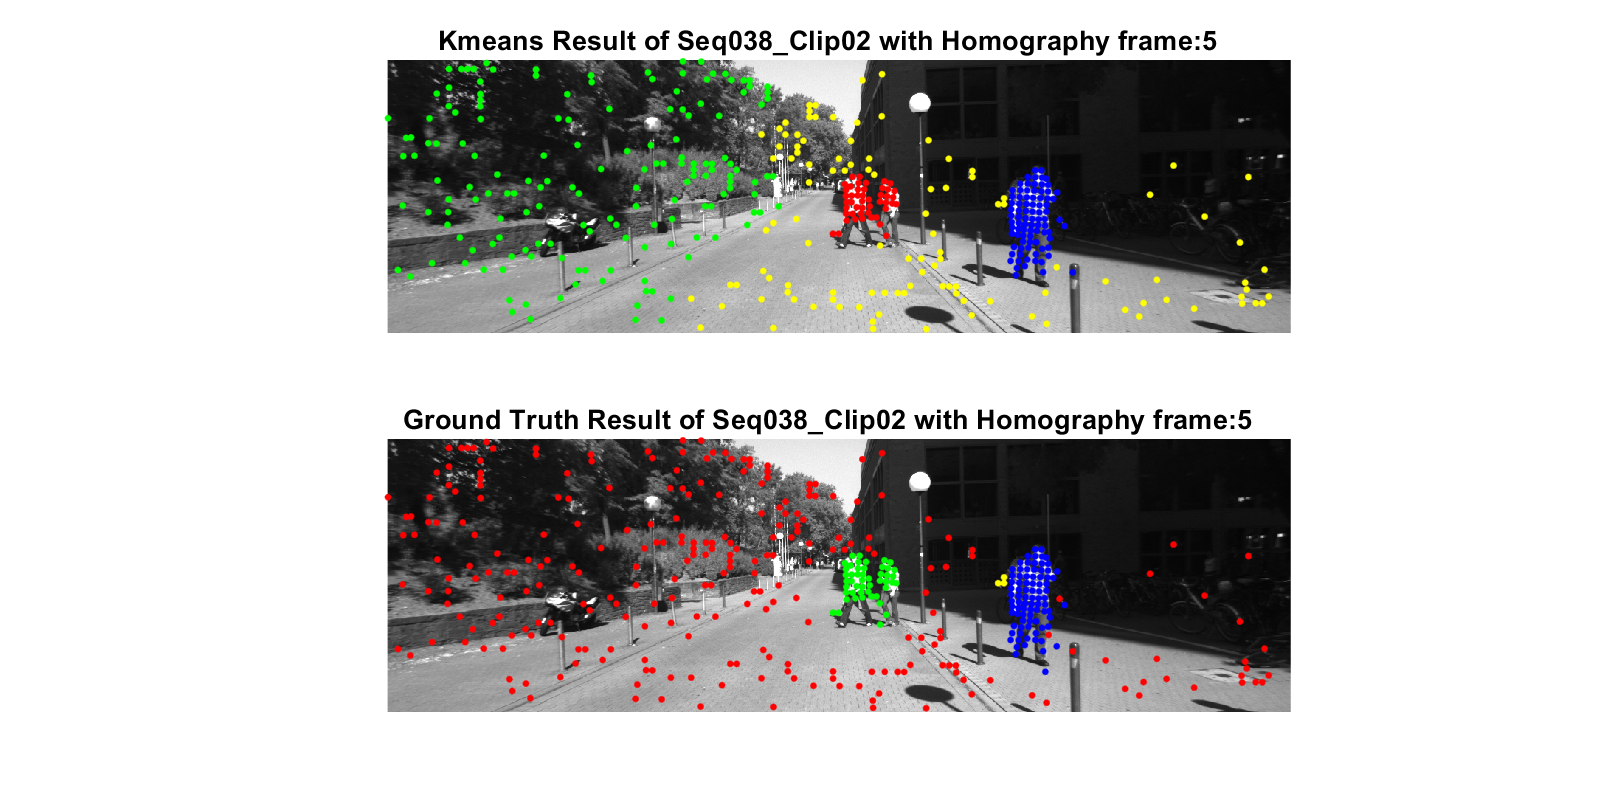 Kmeans Result of Seq038_Clip02 with Homography frame:5
Ground Truth Result of Seq038_Clip02 with Homography frame:5